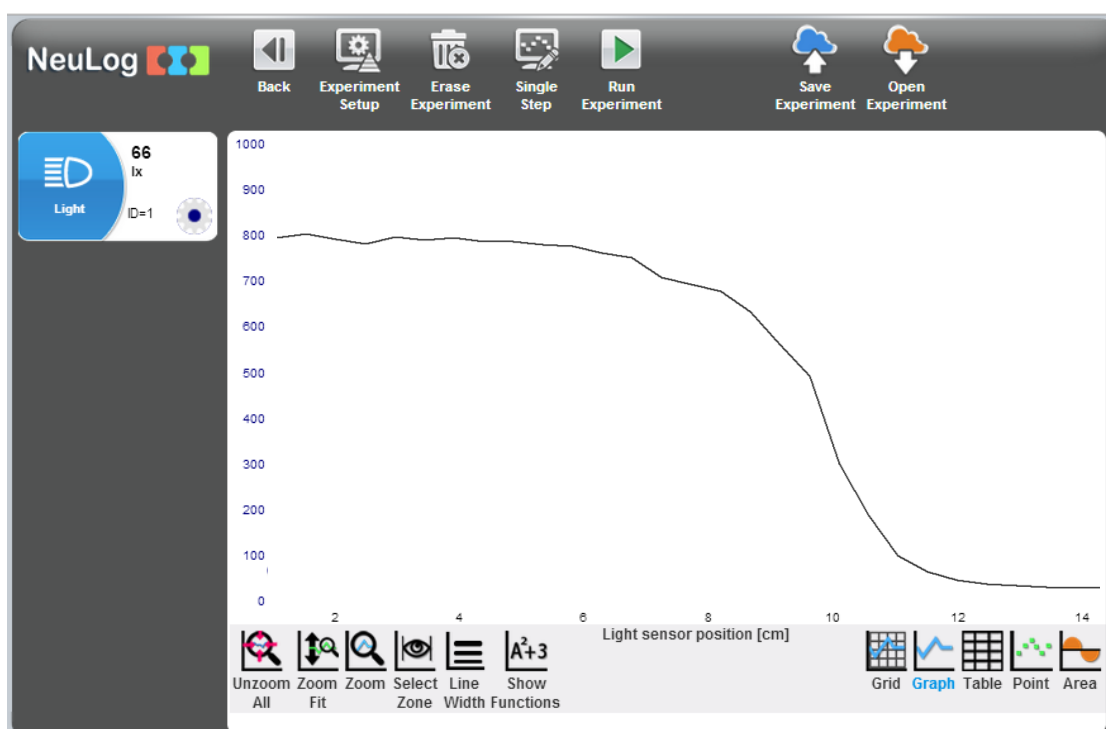 NeuLog
Back
Experiment
Setup
Erase
Experiment
Single
Step
Run
Experiment
Save
Experiment
Open
Experiment
Light
66
lx
ID=1
1000
900
800
700
600
500
400
300
200
100
0
2 4 6 8 10 12 14
Light sensor position [cm]
Unzoom
All
Zoom
Fit
Zoom
Select
Zone
Line
Width
A²+3
Show
Functions
Grid
Graph
Table
Point
Area